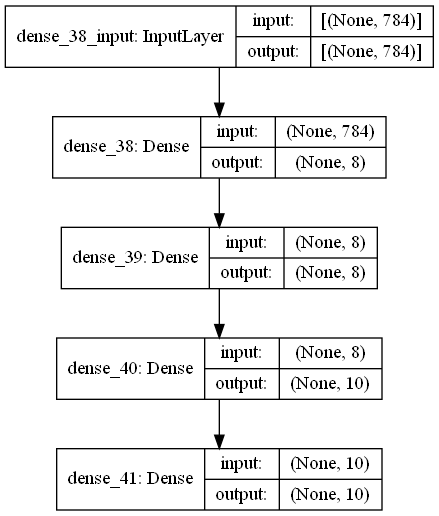 dense_38_input: InputLayer
input: [(None, 784)]
output: [(None, 784)]
dense_38: Dense
input: (None, 784)
output: (None, 8)
dense_39: Dense
input: (None, 8)
output: (None, 8)
dense_40: Dense
input: (None, 8)
output: (None, 10)
dense_41: Dense
input: (None, 10)
output: (None, 10)